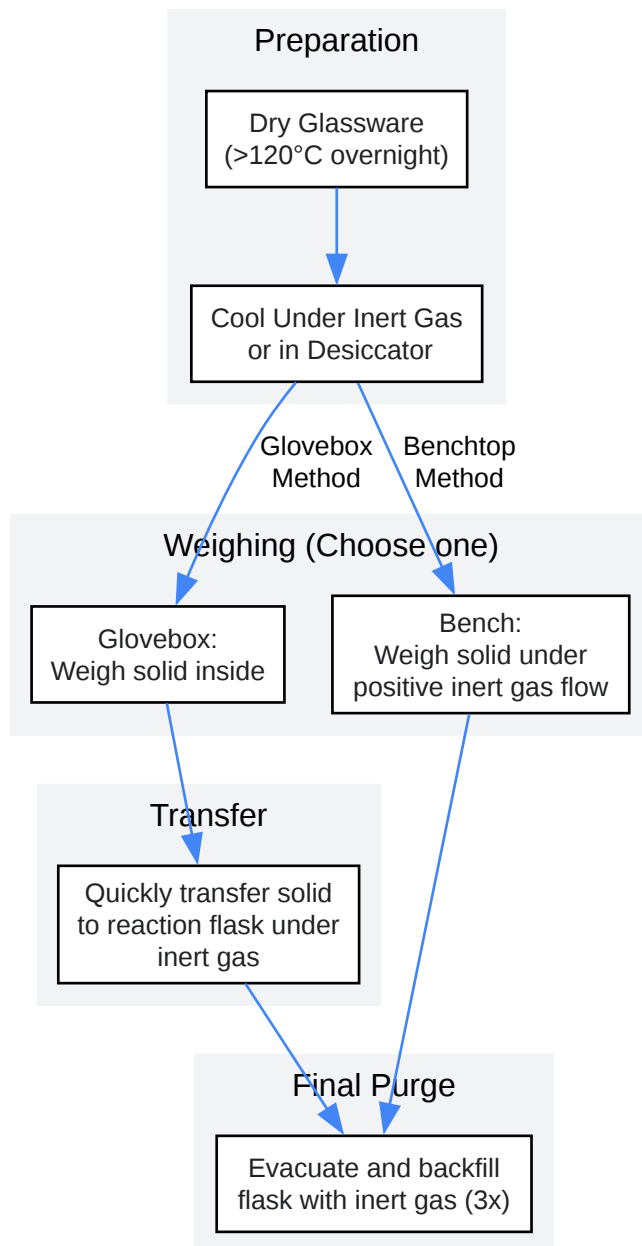 Preparation
Dry Glassware
(>120°C overnight)
Cool Under Inert Gas
or in Desiccator
Glovebox
Method
Benchtop
Method
Weighing (Choose one)
Glovebox:
Weigh solid inside
Bench:
Weigh solid under
positive inert gas flow
Transfer
Quickly transfer solid
to reaction flask under
inert gas
Final Purge
Evacuate and backfill
flask with inert gas (3x)